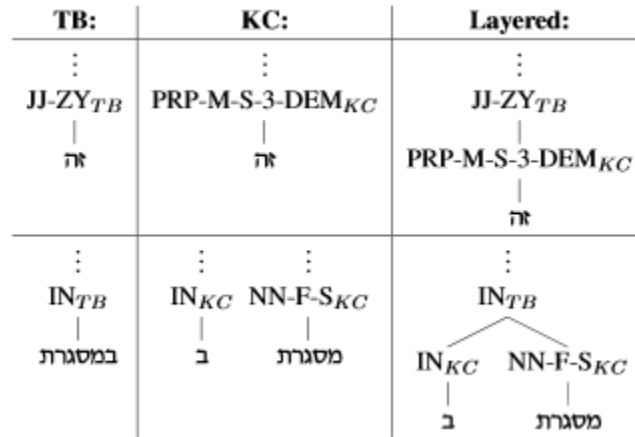 TB: KC: Layered:
⋮ ⋮ ⋮
JJ-ZY_TB PRP-M-S-3-DEM_KC JJ-ZY_TB
זה זה PRP-M-S-3-DEM_KC
זה
⋮ ⋮ ⋮ ⋮
IN_TB IN_KC NN-F-S_KC IN_TB
במסגרת ב מסגרת IN_KC NN-F-S_KC
ב מסגרת